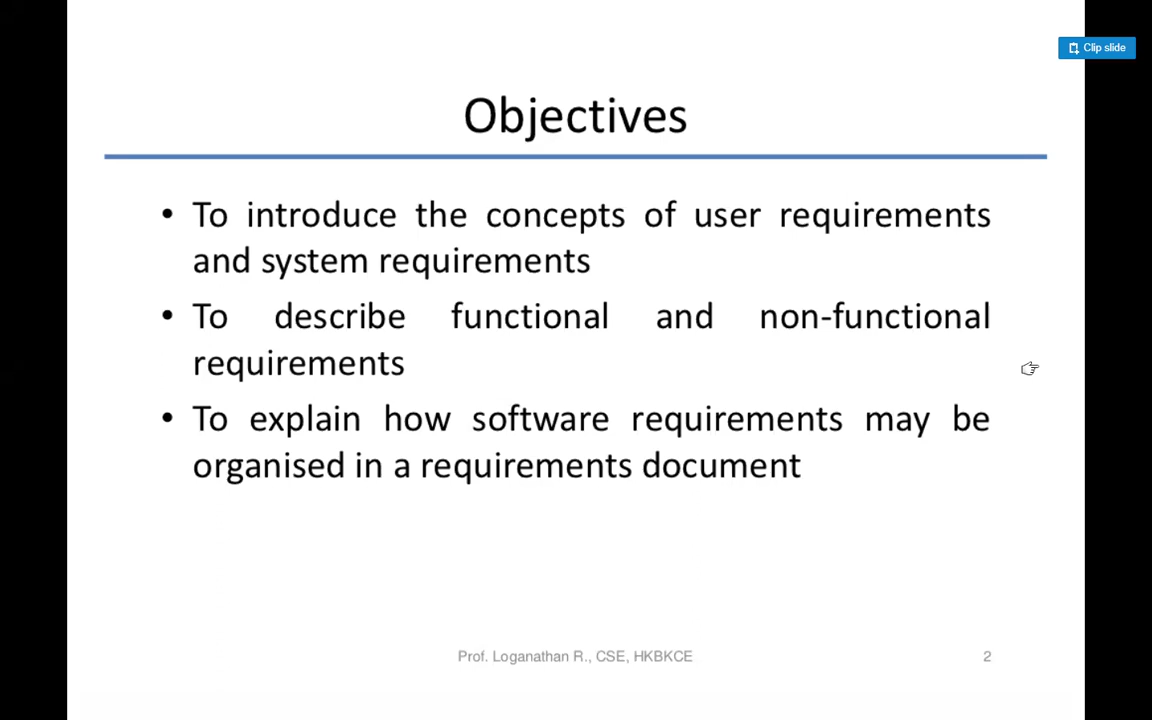 Clip slide
Objectives
• To introduce the concepts of user requirements
and system requirements
• To describe functional and non-functional
requirements
• To explain how software requirements may be
organised in a requirements document
Prof. Loganathan R., CSE, HKBKCE 2